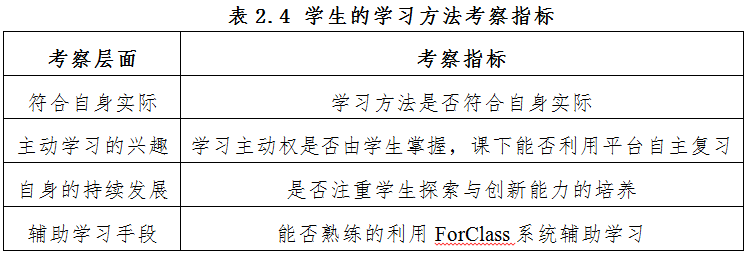 表 2.4 学生的学习方法考察指标
考察层面 考察指标
符合自身实际 学习方法是否符合自身实际
主动学习的兴趣 学习主动权是否由学生掌握，课下能否利用平台自主复习
自身的持续发展 是否注重学生探索与创新能力的培养
辅助学习手段 能否熟练的利用 ForClass 系统辅助学习